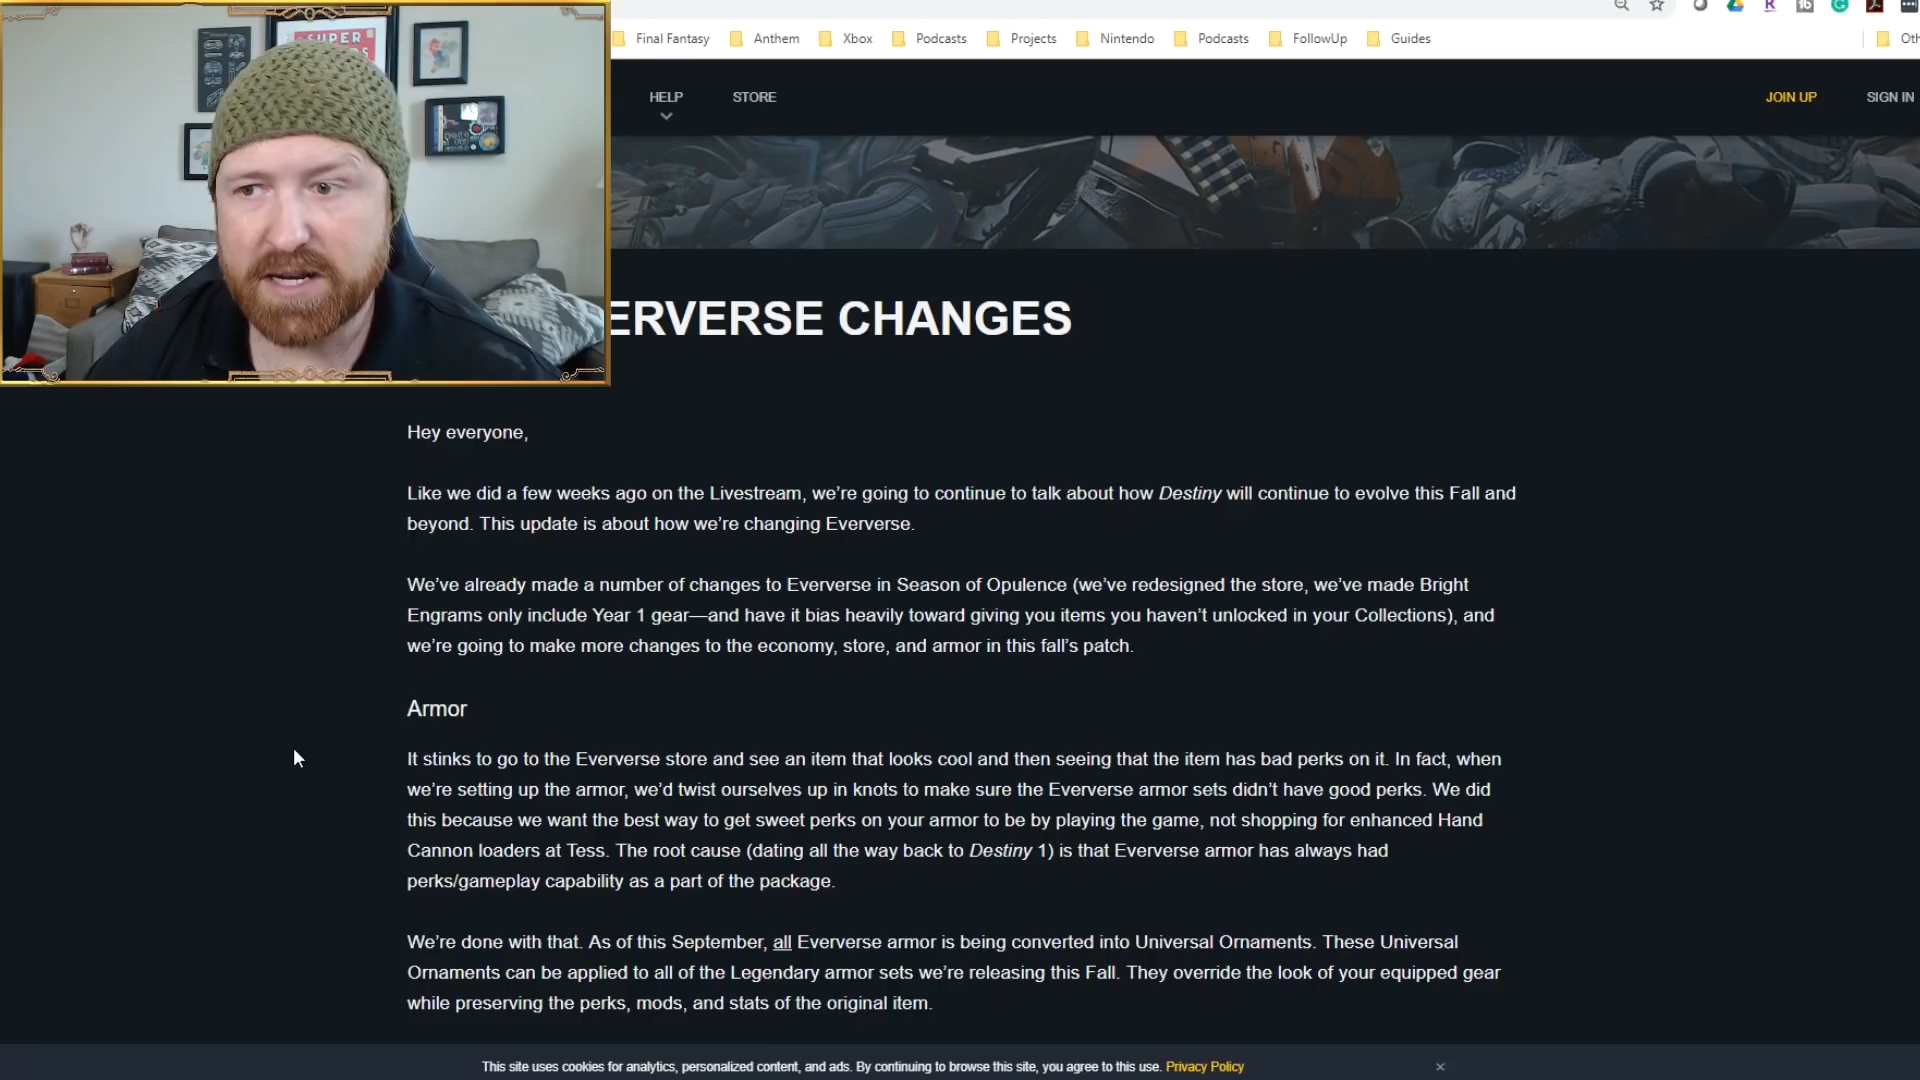 SUPER
Final Fantasy Anthem Xbox Podcasts Projects Nintendo Podcasts FollowUp Guides
HELP STORE JOIN UP SIGN IN
ERVERSE CHANGES
Hey everyone,
Like we did a few weeks ago on the Livestream, we’re going to continue to talk about how Destiny will continue to evolve this Fall and
beyond. This update is about how we’re changing Eververse.
We’ve already made a number of changes to Eververse in Season of Opulence (we’ve redesigned the store, we’ve made Bright
Engrams only include Year 1 gear—and have it bias heavily toward giving you items you haven’t unlocked in your Collections), and
we’re going to make more changes to the economy, store, and armor in this fall’s patch.
Armor
It stinks to go to the Eververse store and see an item that looks cool and then seeing that the item has bad perks on it. In fact, when
we’re setting up the armor, we’d twist ourselves up in knots to make sure the Eververse armor sets didn’t have good perks. We did
this because we want the best way to get sweet perks on your armor to be by playing the game, not shopping for enhanced Hand
Cannon loaders at Tess. The root cause (dating all the way back to Destiny 1) is that Eververse armor has always had
perks/gameplay capability as a part of the package.
We’re done with that. As of this September, all Eververse armor is being converted into Universal Ornaments. These Universal
Ornaments can be applied to all of the Legendary armor sets we’re releasing this Fall. They override the look of your equipped gear
while preserving the perks, mods, and stats of the original item.
This site uses cookies for analytics, personalized content, and ads. By continuing to browse this site, you agree to this use. Privacy Policy